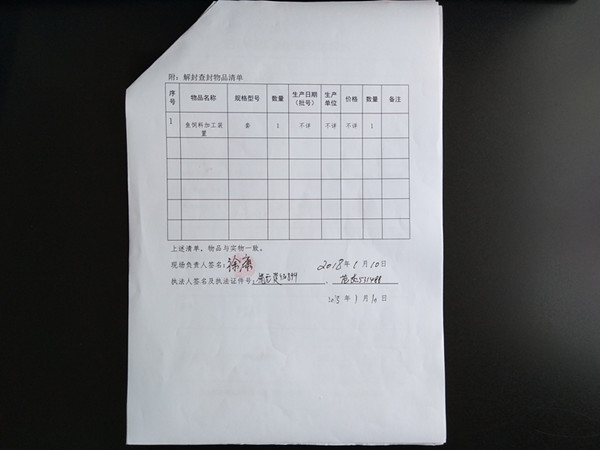 附：解封查封物品清单
序号 物品名称 规格型号 数量 生产日期（批号） 生产单位 价格 数量 备注
1 鱼饲料加工装置 套 1 不详 不详 不详 1
上述清单，物品与实物一致。
现场负责人签名：徐康 2018年1月10日
执法人签名及执法证件号：
2018年1月10日